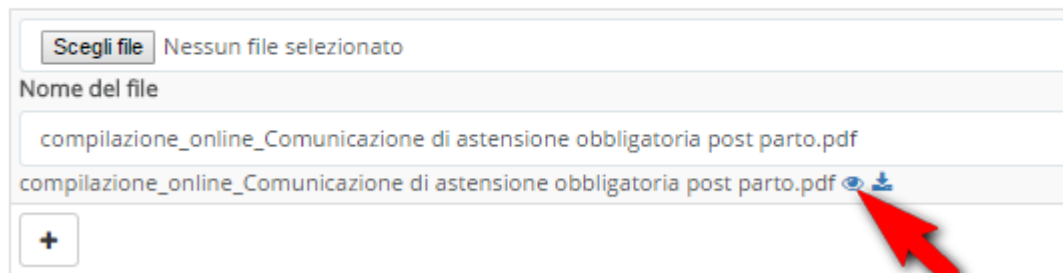 Scegli file Nessun file selezionato
Nome del file
compilazione_online_Comunicazione di astensione obbligatoria post parto.pdf
compilazione_online_Comunicazione di astensione obbligatoria post parto.pdf
+